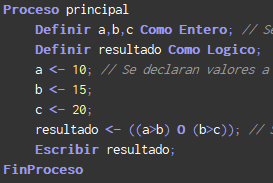 Proceso principal
Definir a,b,c Como Entero; // Se
Definir resultado Como Logico;
a <- 10; // Se declaran valores a
b <- 15;
c <- 20;
resultado <- ((a>b) O (b>c)); //
Escribir resultado;
FinProceso